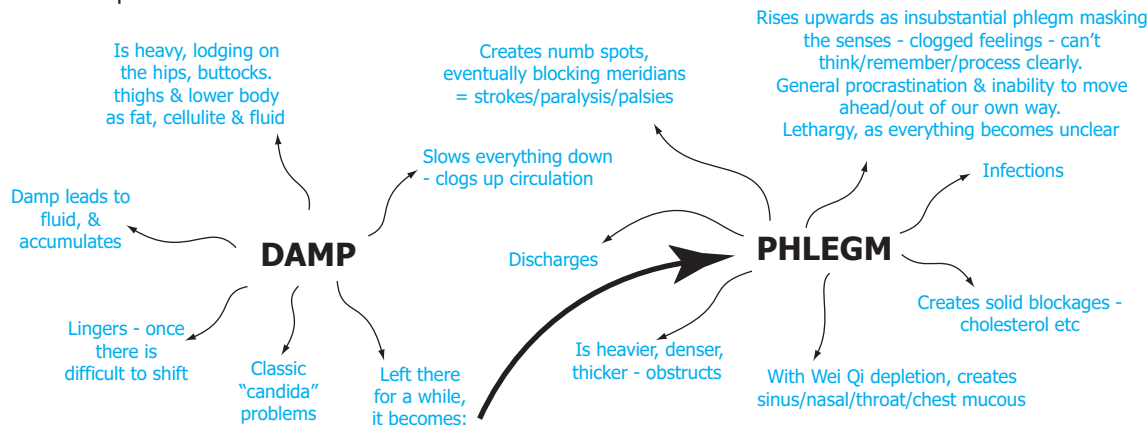 Is heavy, lodging on
the hips, buttocks.
thighs & lower body
as fat, cellulite & fluid
Slows everything down
- clogs up circulation
Damp leads to
fluid, &
accumulates
DAMP
Lingers - once
there is
difficult to shift
Classic
“candida”
problems
Left there
for a while,
it becomes:
Creates numb spots,
eventually blocking meridians
= strokes/paralysis/palsies
Rises upwards as insubstantial phlegm masking
the senses - clogged feelings - can’t
think/remember/process clearly.
General procrastination & inability to move
ahead/out of our own way.
Lethargy, as everything becomes unclear
Infections
Discharges
PHLEGM
Creates solid blockages -
cholesterol etc
Is heavier, denser,
thicker - obstructs
With Wei Qi depletion, creates
sinus/nasal/throat/chest mucous